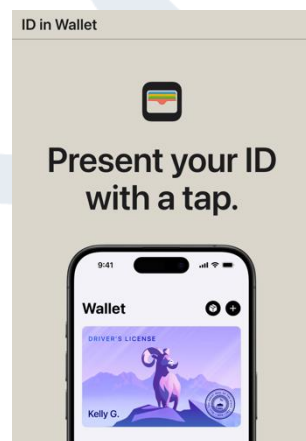 ID in Wallet
Present your ID
with a tap.
9:41
Wallet
DRIVER'S LICENSE
Kelly G.